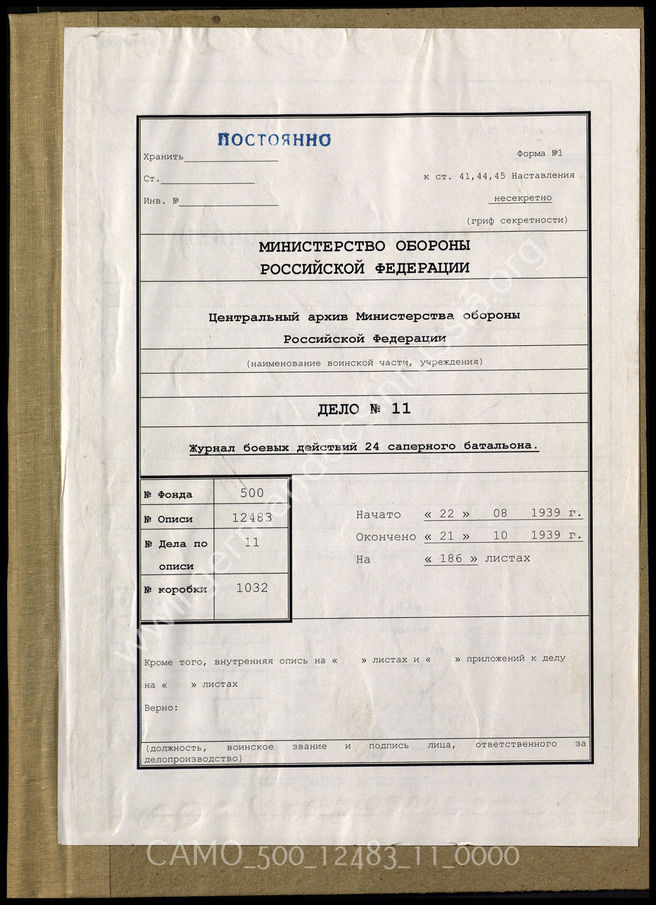 ПОСТОЯННО
Хранить
Форма №1
Ст.
к ст. 41,44,45 Наставления
Инв. №
несекретно
(гриф секретности)
МИНИСТЕРСТВО ОБОРОНЫ
РОССИЙСКОЙ ФЕДЕРАЦИИ
Центральный архив Министерства обороны
Российской Федерации
(наименование воинской части, учреждения)
ДЕЛО № 11
Журнал боевых действий 24 саперного батальона.
№ Фонда 500
№ Описи 12483
№ Дела по описи 11
№ коробки 1032
Начато « 22 » 08 1939 г.
Окончено « 21 » 10 1939 г.
На « 186 » листах
Кроме того, внутренняя опись на « » листах и « » приложений к делу
на « » листах
Верно:
(должность, воинское звание и подпись лица, ответственного за
делопроизводство)
CAMO_500_12483_11_0000